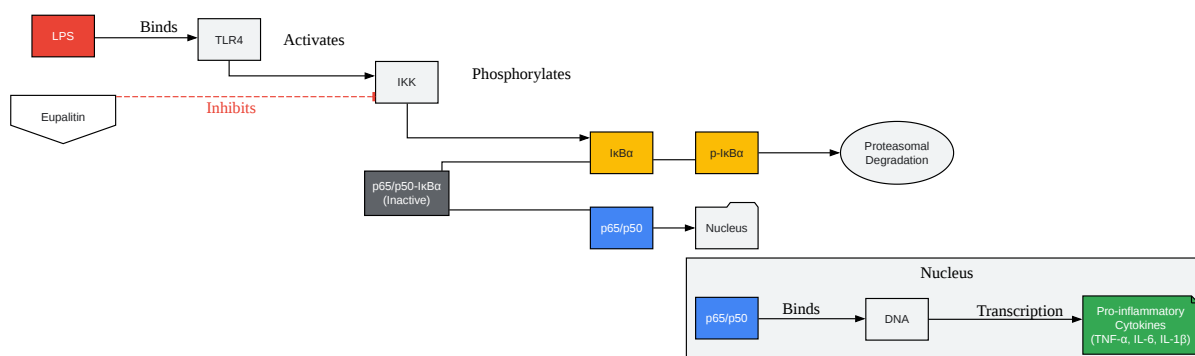 LPS
Binds
TLR4
Activates
IKK
Phosphorylates
Eupalitin
Inhibits
IκBα
p-IκBα
Proteasomal
Degradation
p65/p50-IκBα
(Inactive)
p65/p50
Nucleus
Nucleus
p65/p50
Binds
DNA
Transcription
Pro-inflammatory
Cytokines
(TNF-α, IL-6, IL-1β)